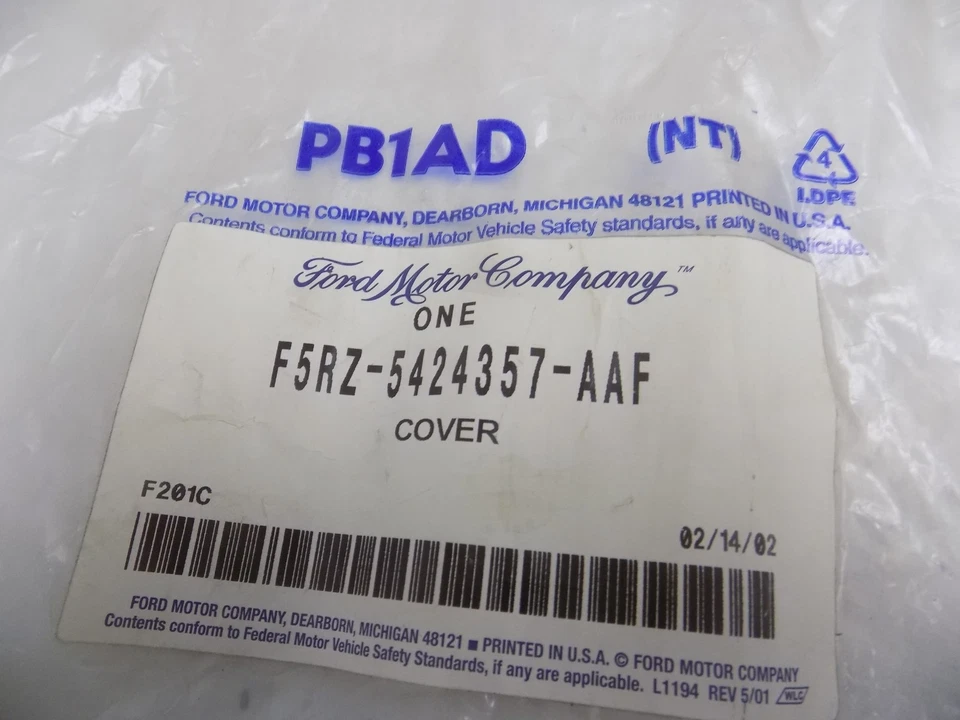 PB1AD (NT) 4
LDPE
FORD MOTOR COMPANY, DEARBORN, MICHIGAN 48121 PRINTED IN U.S.A.
Contents conform to Federal Motor Vehicle Safety standards, if any are applicable.
Ford Motor Company™
ONE
F5RZ-5424357-AAF
COVER
F201C
02/14/02
FORD MOTOR COMPANY, DEARBORN, MICHIGAN 48121 ■ PRINTED IN U.S.A. © FORD MOTOR COMPANY
Contents conform to Federal Motor Vehicle Safety Standards, if any are applicable. L1194 REV 5/01 WLC